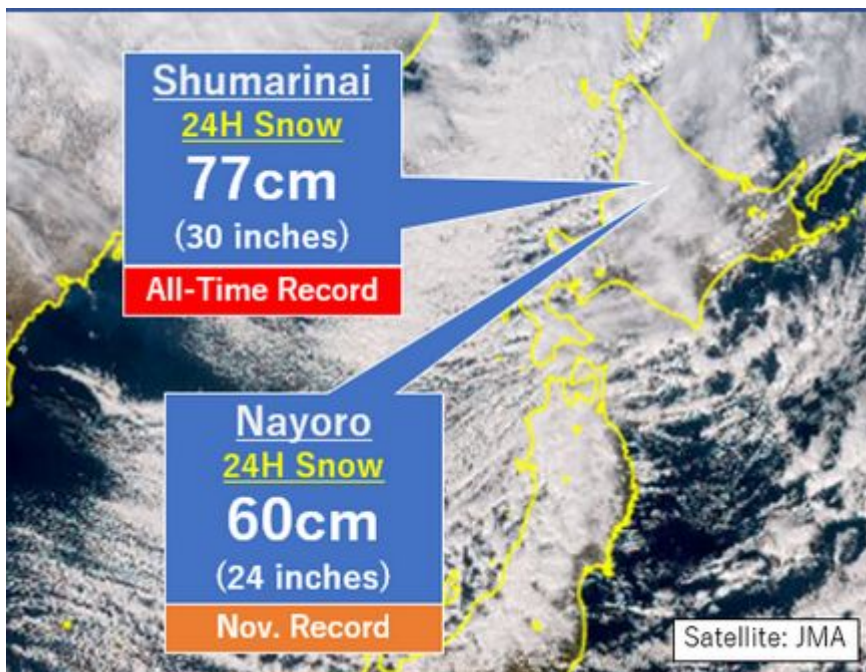 Shumarinai
24H Snow
77cm
(30 inches)
All-Time Record
Nayoro
24H Snow
60cm
(24 inches)
Nov. Record
Satellite: JMA